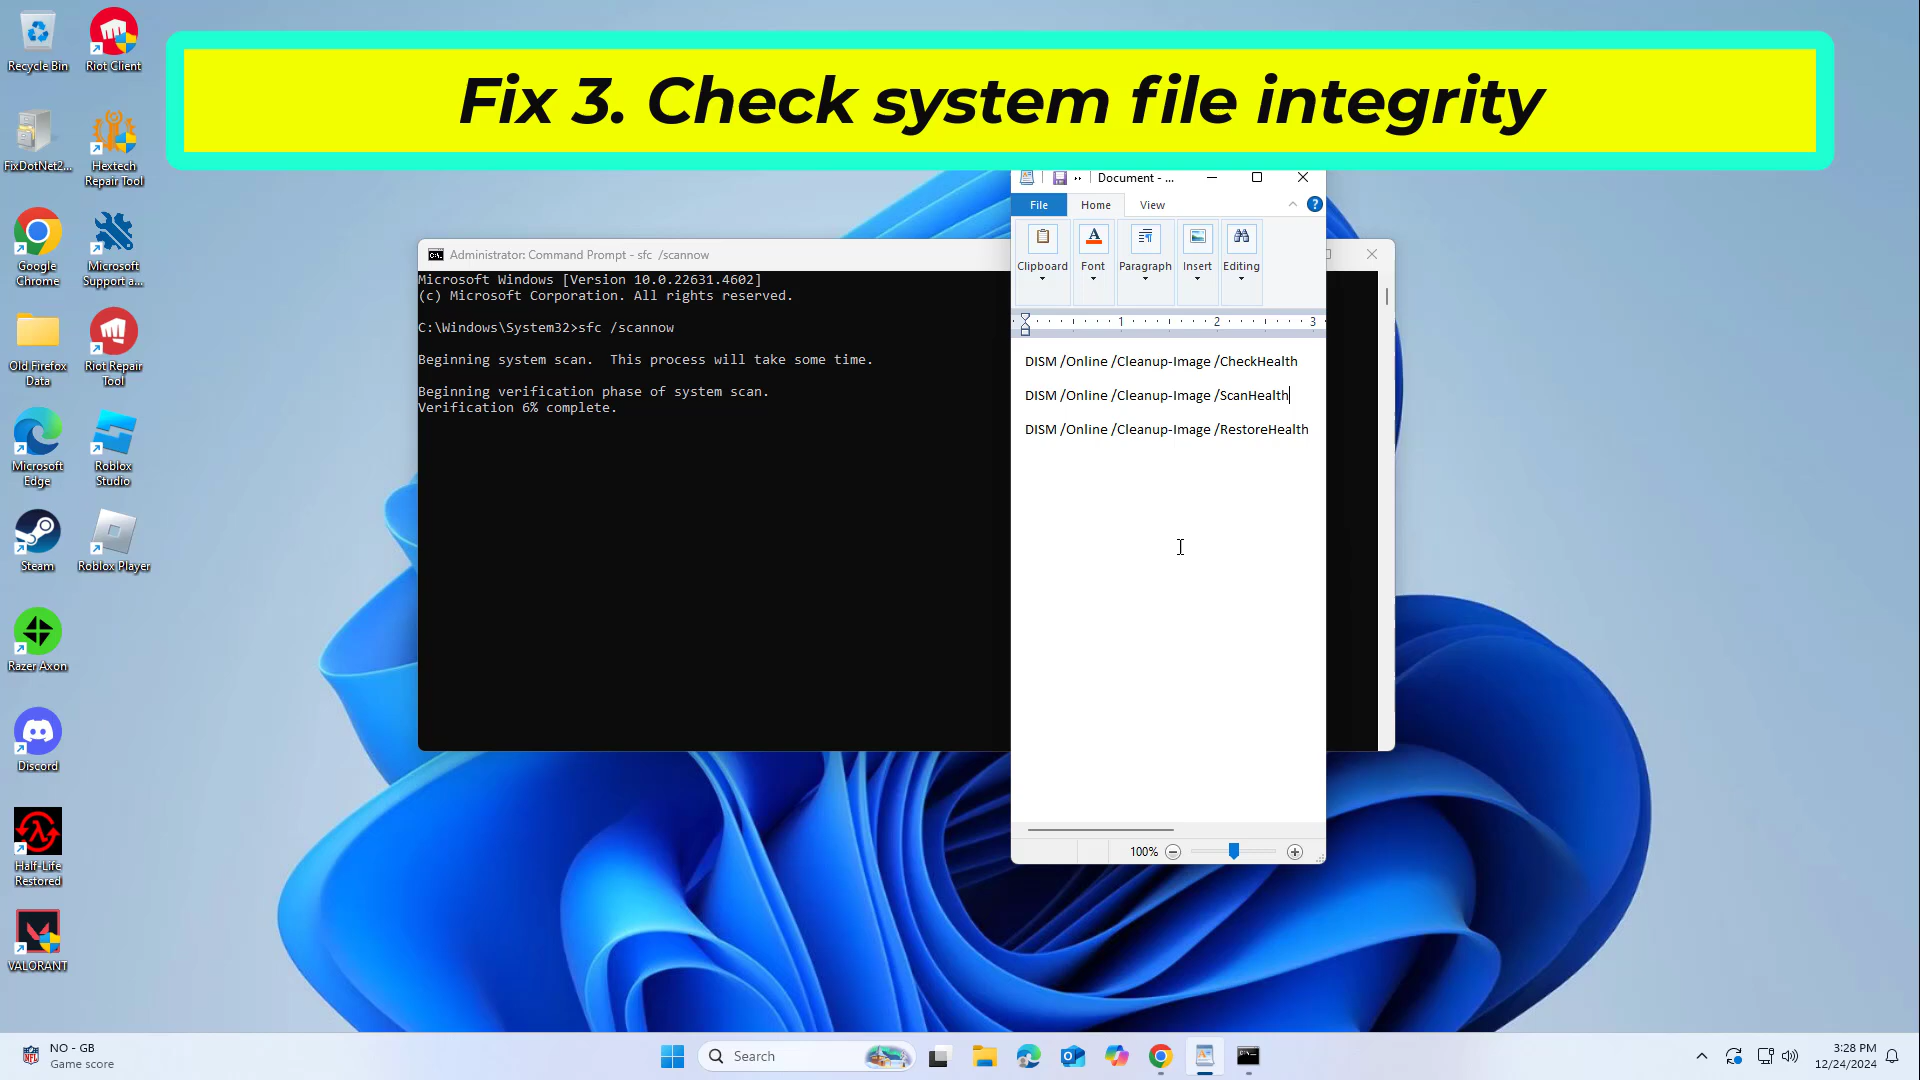 Fix 3. Check system file integrity
Recycle Bin
Riot Client
FixDotNet2...
Hextech
Repair Tool
Google
Chrome
Microsoft
Support a...
Old Firefox
Data
Riot Repair
Tool
Microsoft
Edge
Roblox
Studio
Steam
Roblox Player
Razer Axon
Discord
Half-Life
Restored
VALORANT
Administrator: Command Prompt - sfc  /scannow
Microsoft Windows [Version 10.0.22631.4602]
(c) Microsoft Corporation. All rights reserved.
C:\Windows\System32>sfc /scannow
Beginning system scan.  This process will take some time.
Beginning verification phase of system scan.
Verification 6% complete.
Document - ...
File
Home
View
Clipboard
Font
Paragraph
Insert
Editing
1
2
3
DISM /Online /Cleanup-Image /CheckHealth
DISM /Online /Cleanup-Image /ScanHealth
DISM /Online /Cleanup-Image /RestoreHealth
100%
NO - GB
Game score
Search
3:28 PM
12/24/2024